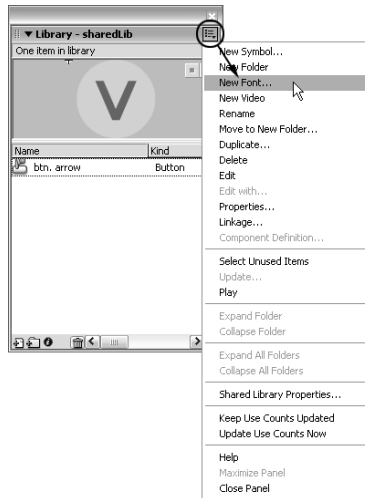 Library - sharedLib
One item in library
V
Name Kind
btn. arrow Button
New Symbol...
New Folder
New Font...
New Video
Rename
Move to New Folder...
Duplicate...
Delete
Edit
Edit with...
Properties...
Linkage...
Component Definition...
Select Unused Items
Update...
Play
Expand Folder
Collapse Folder
Expand All Folders
Collapse All Folders
Shared Library Properties...
Keep Use Counts Updated
Update Use Counts Now
Help
Maximize Panel
Close Panel